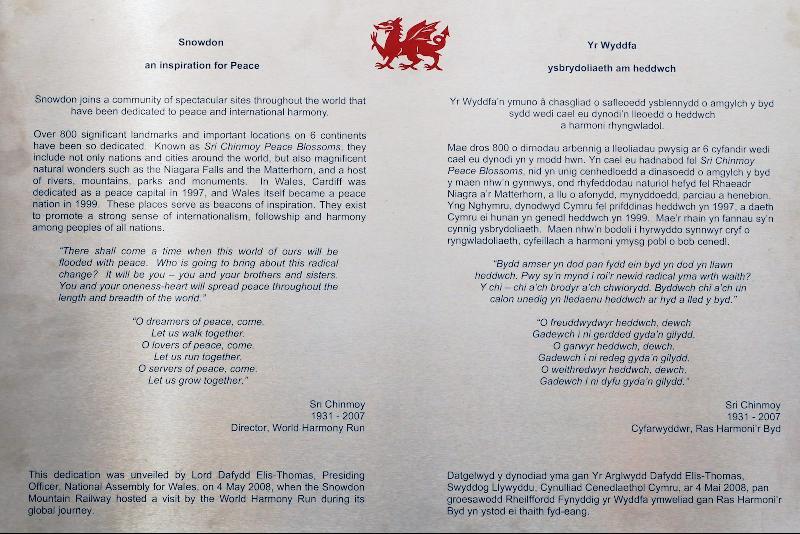 Snowdon
an inspiration for Peace
Snowdon joins a community of spectacular sites throughout the world that
have been dedicated to peace and international harmony.
Over 800 significant landmarks and important locations on 6 continents
have been so dedicated. Known as Sri Chinmoy Peace Blossoms, they
include not only nations and cities around the world, but also magnificent
natural wonders such as the Niagara Falls and the Matterhorn, and a host
of rivers, mountains, parks and monuments. In Wales, Cardiff was
dedicated as a peace capital in 1997, and Wales itself became a peace
nation in 1999. These places serve as beacons of inspiration. They exist
to promote a strong sense of internationalism, fellowship and harmony
among peoples of all nations.
“There shall come a time when this world of ours will be
flooded with peace. Who is going to bring about this radical
change? It will be you – you and your brothers and sisters.
You and your oneness-heart will spread peace throughout the
length and breadth of the world.”
“O dreamers of peace, come.
Let us walk together.
O lovers of peace, come.
Let us run together.
O servers of peace, come.
Let us grow together.”
Sri Chinmoy
1931 - 2007
Director, World Harmony Run
This dedication was unveiled by Lord Dafydd Elis-Thomas, Presiding
Officer, National Assembly for Wales, on 4 May 2008, when the Snowdon
Mountain Railway hosted a visit by the World Harmony Run during its
global journey.
Yr Wyddfa
ysbrydoliaeth am heddwch
Yr Wyddfa’n ymuno â chasgliad o safleoedd ysblennydd o amgylch y byd
sydd wedi cael eu dynodi’n lleoedd o heddwch
a harmoni rhyngwladol.
Mae dros 800 o dirnodau arbennig a lleoliadau pwysig ar 6 cyfandir wedi
cael eu dynodi yn y modd hwn. Yn cael eu hadnabod fel Sri Chinmoy
Peace Blossoms, nid yn unig cenhedloedd a dinasoedd o amgylch y byd
y maen nhw’n gynnwys, ond rhyfeddodau naturiol hefyd fel Rhaeadr
Niagra a’r Matterhorn, a llu o afonydd, mynyddoedd, parciau a henebion.
Yng Nghymru, dynodwyd Cymru fel prifddinas heddwch yn 1997, a daeth
Cymru ei hunan yn genedl heddwch yn 1999. Mae’r rhain yn fannau sy’n
cynnig ysbrydoliaeth. Maen nhw’n bodoli i hyrwyddo synnwyr cryf o
ryngwladoliaeth, cyfeillach a harmoni ymysg pobl o bob cenedl.
“Bydd amser yn dod pan fydd ein byd yn dod yn llawn
heddwch. Pwy sy’n mynd i roi’r newid radical yma wrth waith?
Y chi – chi a’ch brodyr a’ch chwiorydd. Byddwch chi a’ch un
calon unedig yn lledaenu heddwch ar hyd a lled y byd.”
“O freuddwydwyr heddwch, dewch
Gadewch i ni gerdded gyda’n gilydd.
O garwyr heddwch, dewch.
Gadewch i ni redeg gyda’n gilydd.
O weithredwyr heddwch, dewch.
Gadewch i ni dyfu gyda’n gilydd.”
Sri Chinmoy
1931 - 2007
Cyfarwyddwr, Ras Harmoni’r Byd
Datgelwyd y dynodiad yma gan Yr Arglwydd Dafydd Elis-Thomas,
Swyddog Llywyddu, Cynulliad Cenedlaethol Cymru, ar 4 Mai 2008, pan
groesawodd Rheilffordd Fynyddig yr Wyddfa ymweliad gan Ras Harmoni’r
Byd yn ystod ei thaith fyd-eang.